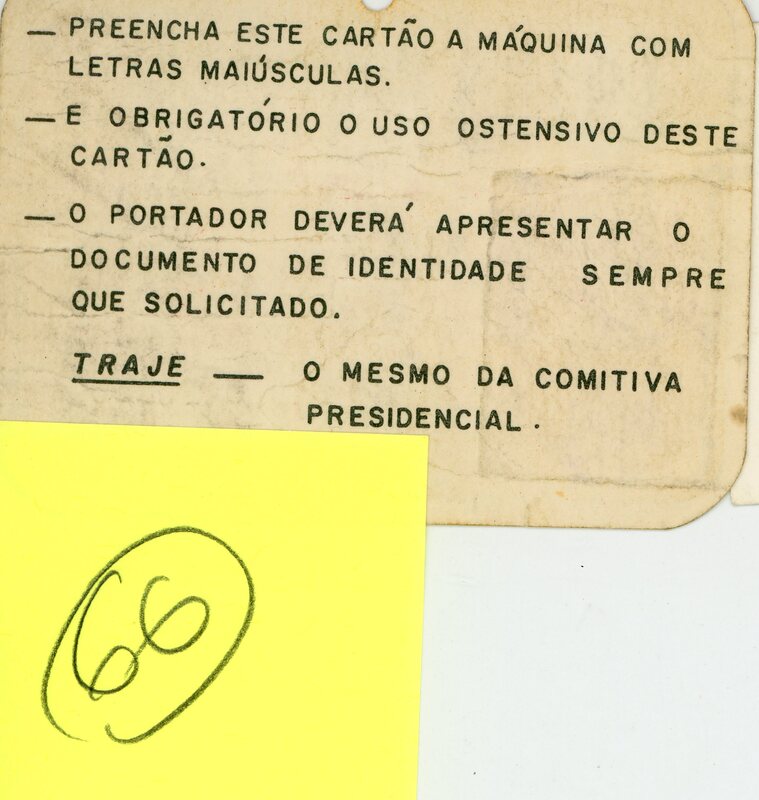 — PREENCHA ESTE CARTÃO A MÁQUINA COM
LETRAS MAIÚSCULAS.
— E OBRIGATÓRIO O USO OSTENSIVO DESTE
CARTÃO.
— O PORTADOR DEVERÁ APRESENTAR O
DOCUMENTO DE IDENTIDADE SEMPRE
QUE SOLICITADO.
TRAJE — O MESMO DA COMITIVA
PRESIDENCIAL.
66